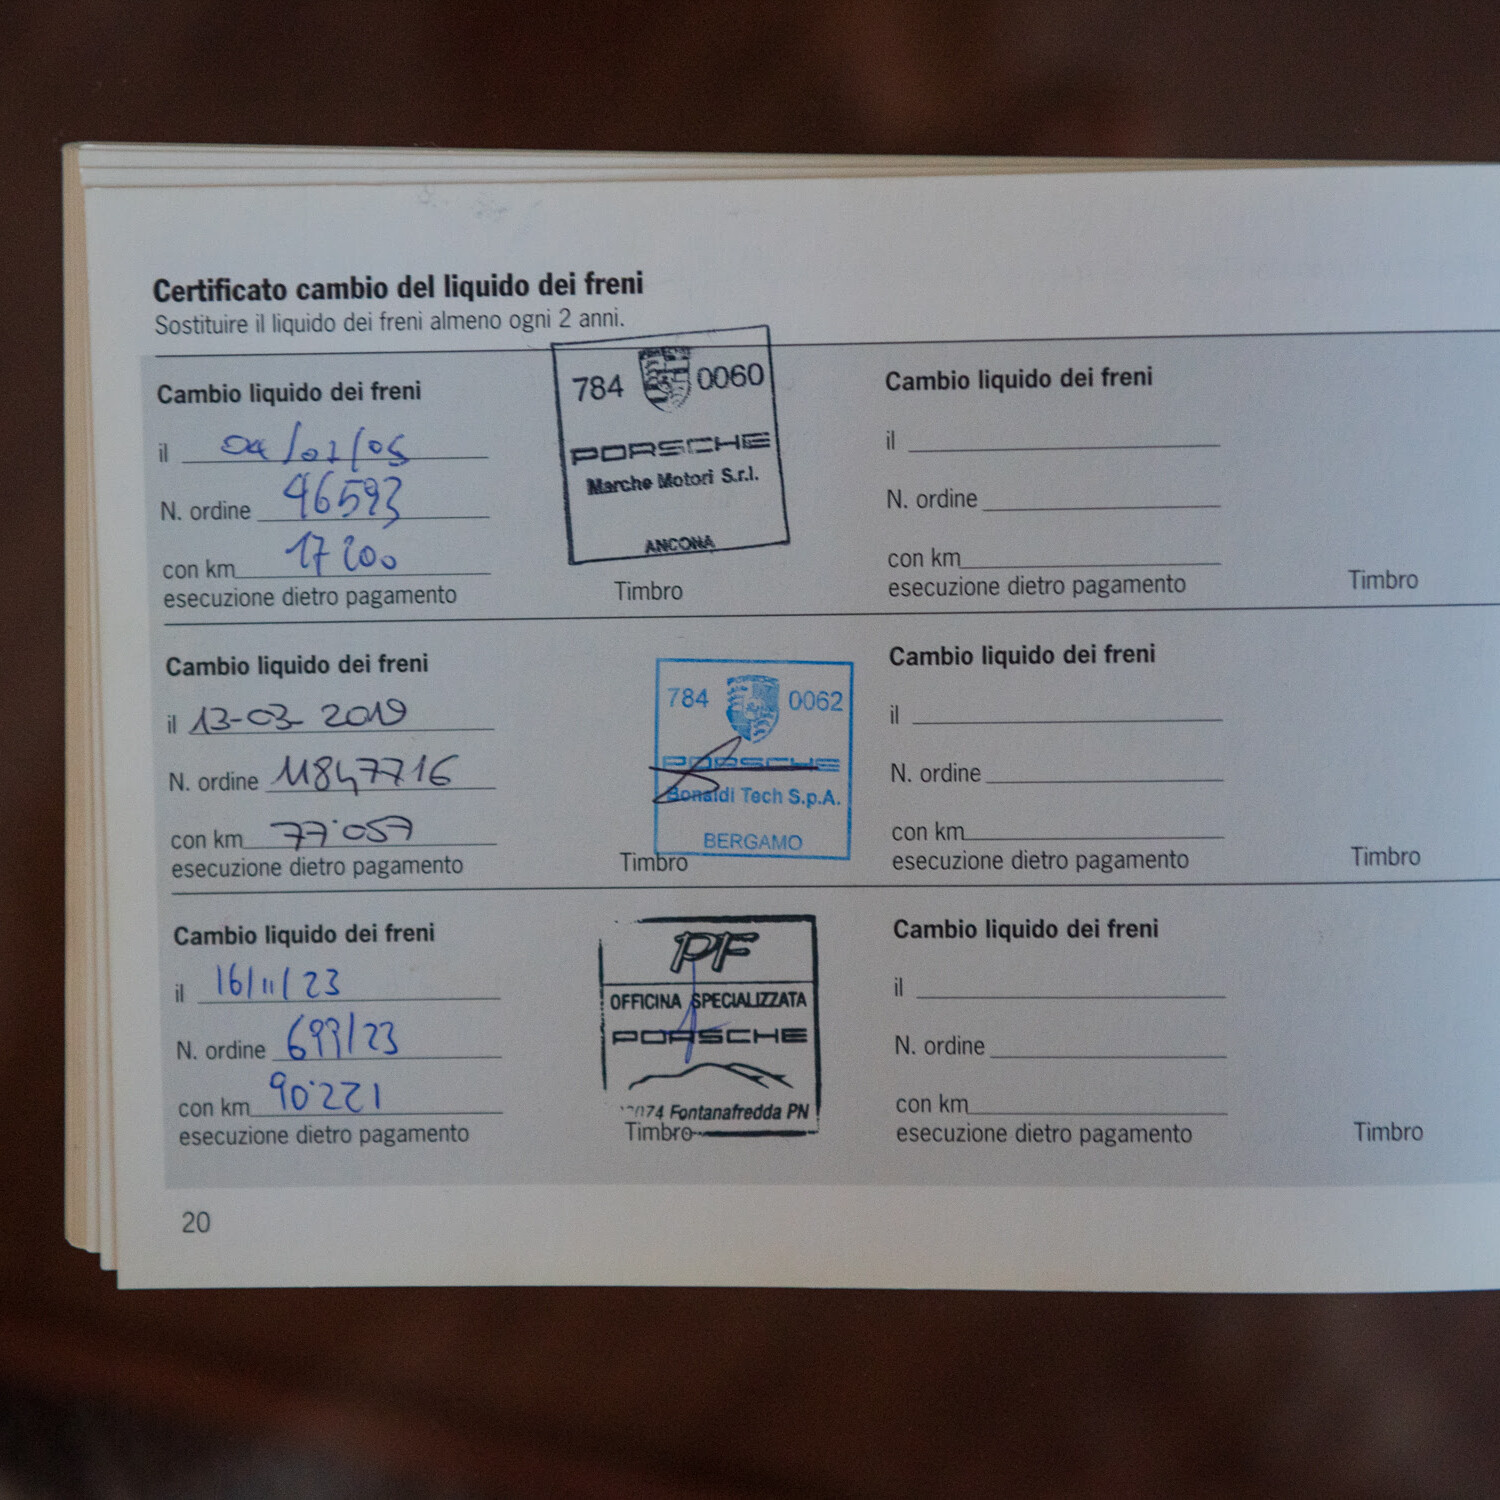 Certificato cambio del liquido dei freni
Sostituire il liquido dei freni almeno ogni 2 anni.
Cambio liquido dei freni
il 04/07/05
N. ordine 46593
con km 17200
esecuzione dietro pagamento
784 0060
PORSCHE
Marche Motori S.r.l.
ANCONA
Timbro
Cambio liquido dei freni
il
N. ordine
con km
esecuzione dietro pagamento
Timbro
Cambio liquido dei freni
il 13-03-2019
N. ordine 11847716
con km 77'057
esecuzione dietro pagamento
784 0062
PORSCHE
Bonaldi Tech S.p.A.
BERGAMO
Timbro
Cambio liquido dei freni
il
N. ordine
con km
esecuzione dietro pagamento
Timbro
Cambio liquido dei freni
il 16/11/23
N. ordine 699/23
con km 90'221
esecuzione dietro pagamento
PF
OFFICINA SPECIALIZZATA
PORSCHE
Fontanafredda PN
Timbro
Cambio liquido dei freni
il
N. ordine
con km
esecuzione dietro pagamento
Timbro
20